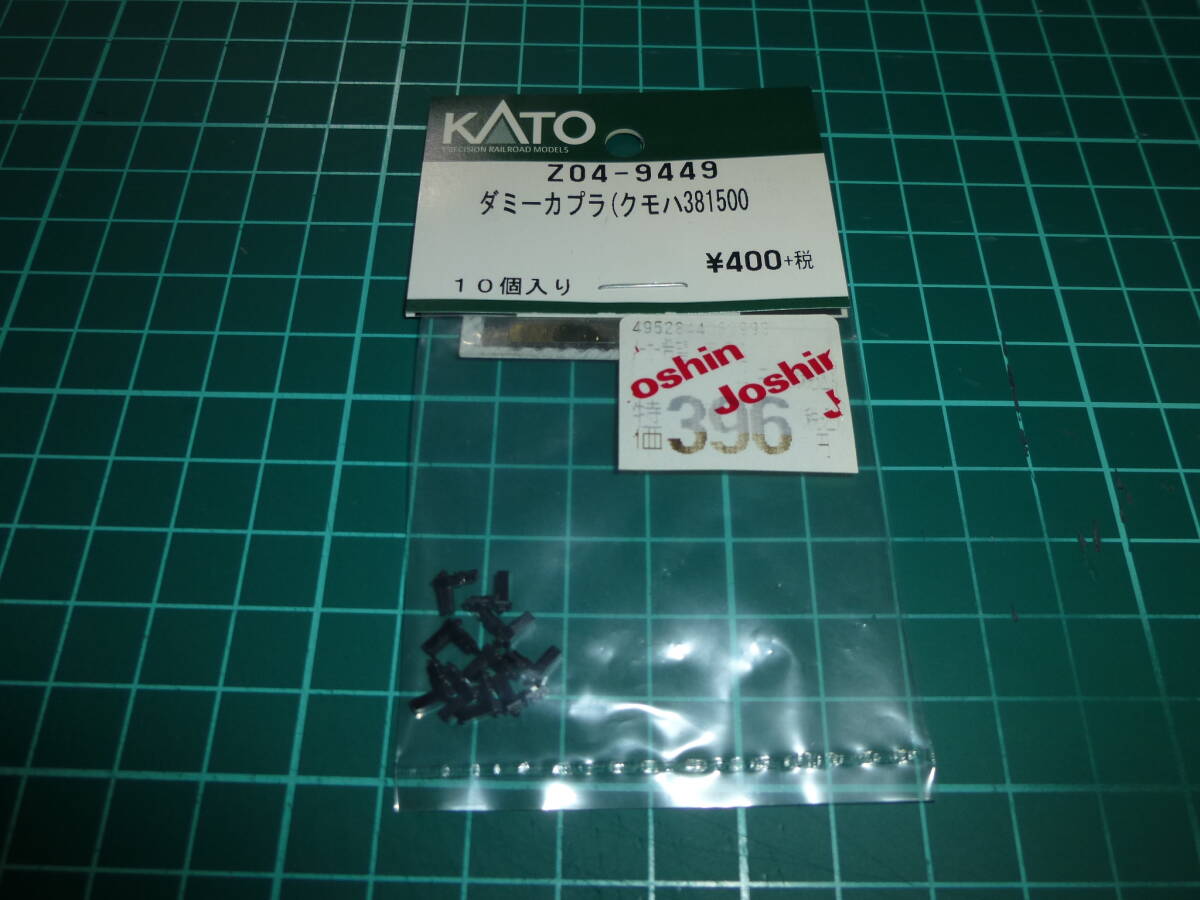 KATO
PRECISION RAILROAD MODELS
Z04-9449
ダミーカプラ(クモハ381500
¥400+税
10個入り
oshin
Joshin
特価
396